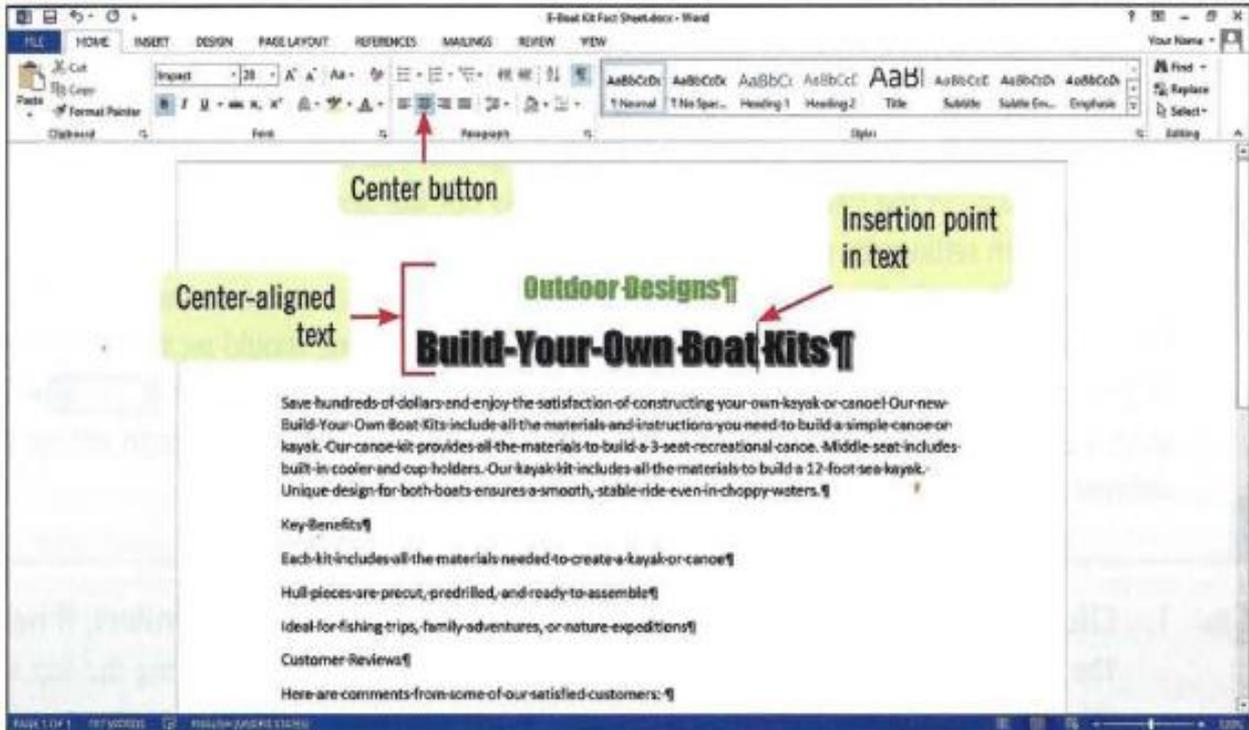 E-Boat Kit Fact Sheet.docx - Word
FILE HOME INSERT DESIGN PAGE LAYOUT REFERENCES MAILINGS REVIEW VIEW Your Name
Cut
Copy
Paste
Format Painter
Impact 28
AaBbCcDc AaBbCcDc AaBbCc AaBbCcC AaBl AaBbCcC AaBbCcDc AaBbCcDc
¶ Normal ¶ No Spac... Heading 1 Heading 2 Title Subtitle Subtle Em... Emphasis
Find
Replace
Select
Clipboard Font Paragraph Styles Editing
Center button
Insertion point
in text
Center-aligned
text
Outdoor Designs¶
Build-Your-Own Boat Kits¶
Save hundreds of dollars and enjoy the satisfaction of constructing your own kayak or canoe! Our new
Build-Your-Own Boat Kits include all the materials and instructions you need to build a simple canoe or
kayak. Our canoe kit provides all the materials to build a 3-seat recreational canoe. Middle seat includes
built-in cooler and cup holders. Our kayak kit includes all the materials to build a 12-foot sea kayak.
Unique design for both boats ensures a smooth, stable ride even in choppy waters.¶
Key Benefits¶
Each kit includes all the materials needed to create a kayak or canoe¶
Hull pieces are precut, predrilled, and ready to assemble¶
Ideal for fishing trips, family adventures, or nature expeditions¶
Customer Reviews¶
Here are comments from some of our satisfied customers: ¶
PAGE 1 OF 1 197 WORDS ENGLISH (UNITED STATES) 120%